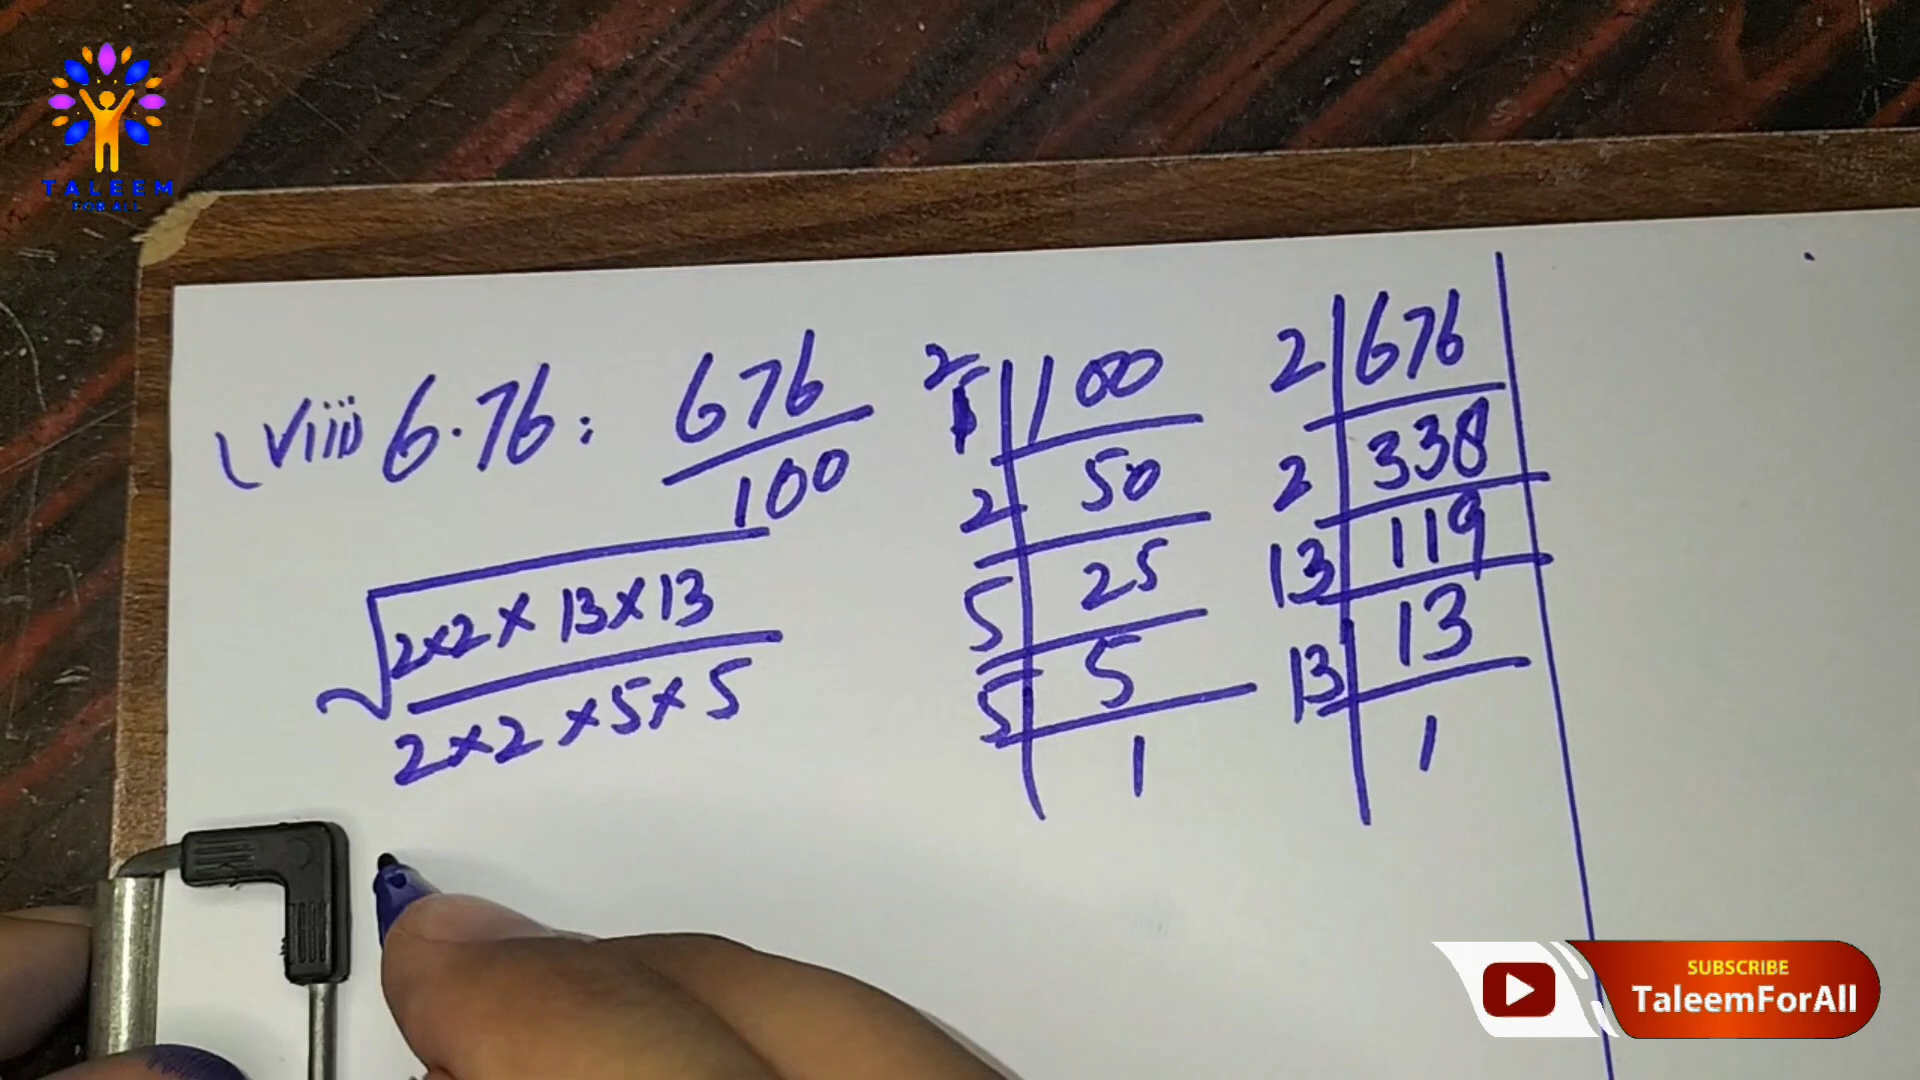 TALEEM
FOR ALL
(viii) 6.76 : 676
100
√2×2×13×13
2×2×5×5
2 100
2 50
5 25
5 5
1
2 676
2 338
13 119
13 13
1
SUBSCRIBE
TaleemForAll